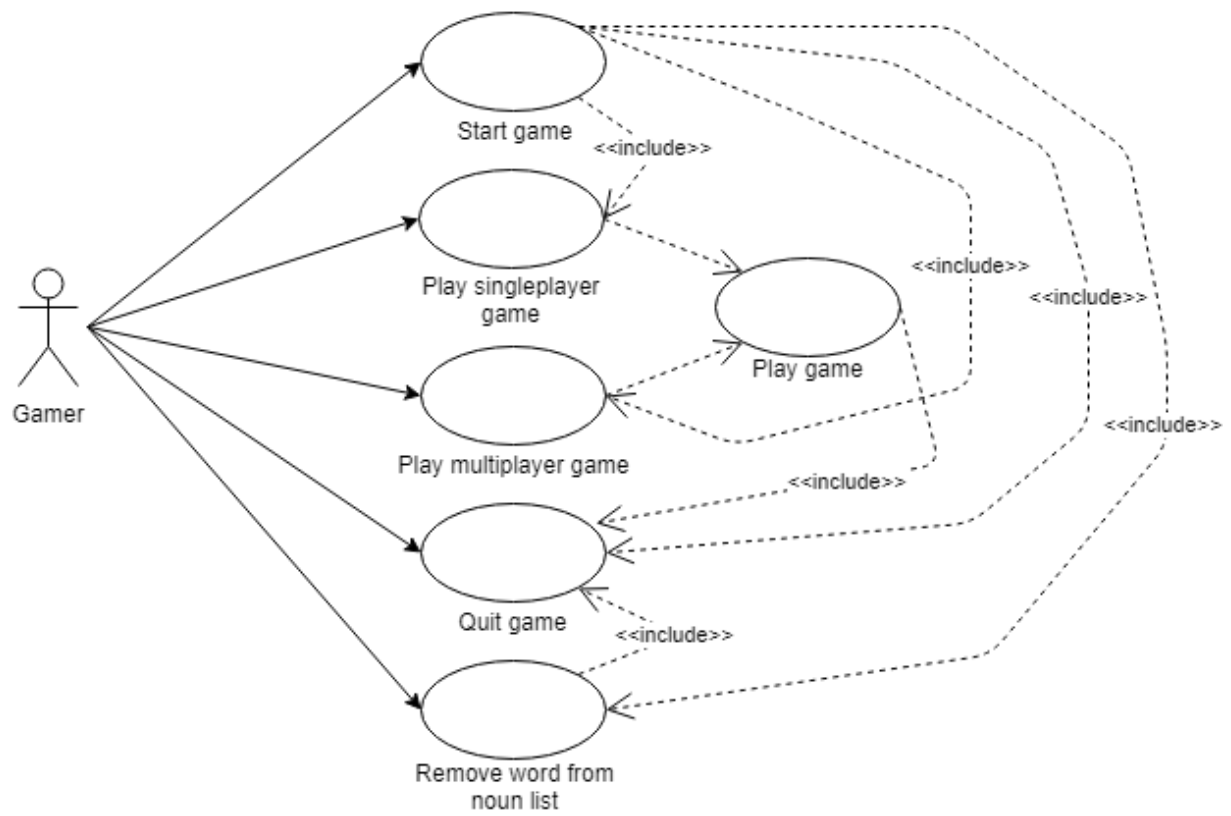 Start game
<<include>>
Play singleplayer
game
<<include>>
<<include>>
Play game
Gamer
<<include>>
Play multiplayer game
<<include>>
Quit game
<<include>>
Remove word from
noun list